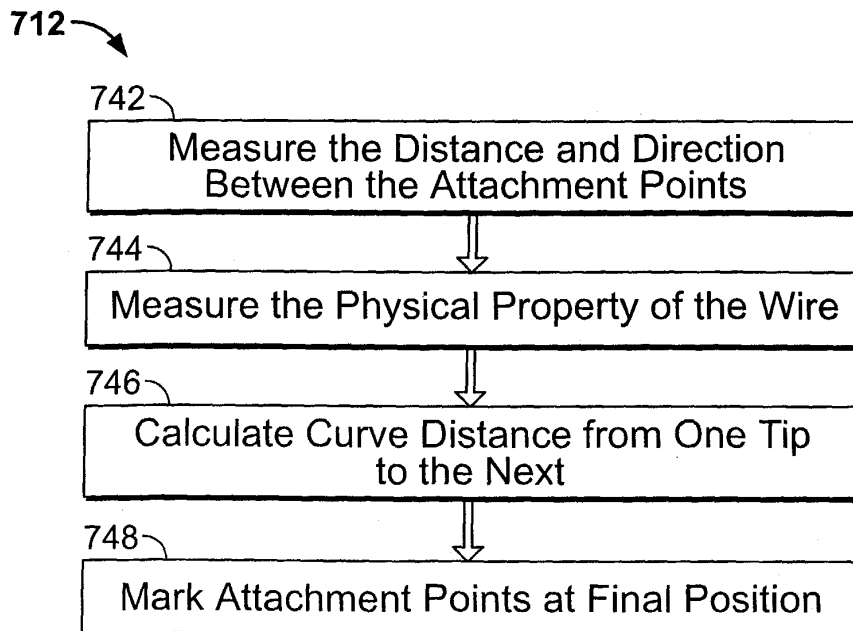 712
742
Measure the Distance and Direction
Between the Attachment Points
744
Measure the Physical Property of the Wire
746
Calculate Curve Distance from One Tip
to the Next
748
Mark Attachment Points at Final Position